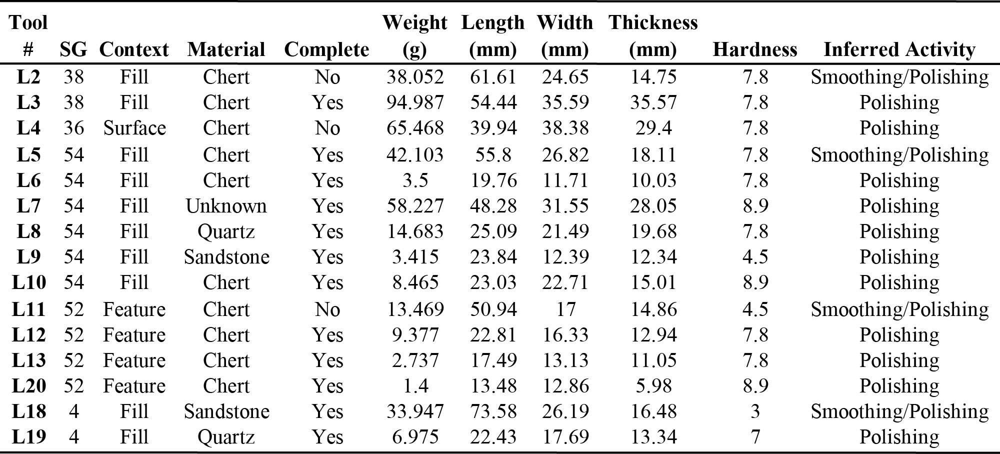 Tool Weight Length Width Thickness
# SG Context Material Complete (g) (mm) (mm) (mm) Hardness Inferred Activity
L2 38 Fill Chert No 38.052 61.61 24.65 14.75 7.8 Smoothing/Polishing
L3 38 Fill Chert Yes 94.987 54.44 35.59 35.57 7.8 Polishing
L4 36 Surface Chert No 65.468 39.94 38.38 29.4 7.8 Polishing
L5 54 Fill Chert Yes 42.103 55.8 26.82 18.11 7.8 Smoothing/Polishing
L6 54 Fill Chert Yes 3.5 19.76 11.71 10.03 7.8 Polishing
L7 54 Fill Unknown Yes 58.227 48.28 31.55 28.05 8.9 Polishing
L8 54 Fill Quartz Yes 14.683 25.09 21.49 19.68 7.8 Polishing
L9 54 Fill Sandstone Yes 3.415 23.84 12.39 12.34 4.5 Polishing
L10 54 Fill Chert Yes 8.465 23.03 22.71 15.01 8.9 Polishing
L11 52 Feature Chert No 13.469 50.94 17 14.86 4.5 Smoothing/Polishing
L12 52 Feature Chert Yes 9.377 22.81 16.33 12.94 7.8 Polishing
L13 52 Feature Chert Yes 2.737 17.49 13.13 11.05 7.8 Polishing
L20 52 Feature Chert Yes 1.4 13.48 12.86 5.98 8.9 Polishing
L18 4 Fill Sandstone Yes 33.947 73.58 26.19 16.48 3 Smoothing/Polishing
L19 4 Fill Quartz Yes 6.975 22.43 17.69 13.34 7 Polishing